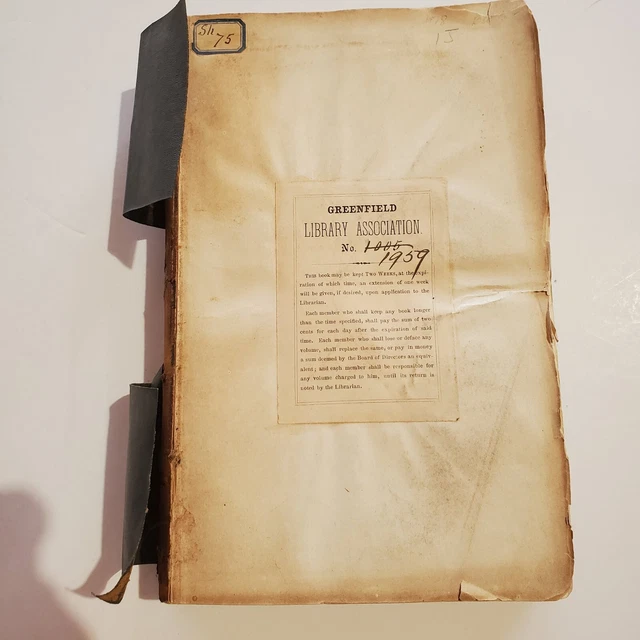 Sh
75
15
GREENFIELD
LIBRARY ASSOCIATION.
No. 1005
1959
This book may be kept Two Weeks, at the expi-
ration of which time, an extension of one week
will be given, if desired, upon application to the
Librarian.
Each member who shall keep any book longer
than the time specified, shall pay the sum of two
cents for each day after the expiration of said
time. Each member who shall lose or deface any
volume, shall replace the same, or pay in money
a sum deemed by the Board of Directors an equiv-
alent; and each member shall be responsible for
any volume charged to him, until its return is
noted by the Librarian.